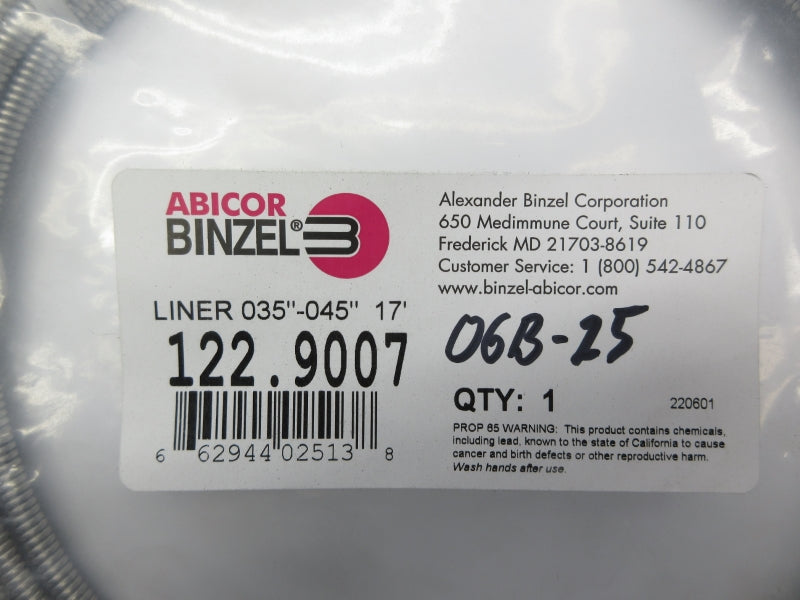 ABICOR
BINZEL®
Alexander Binzel Corporation
650 Medimmune Court, Suite 110
Frederick MD 21703-8619
Customer Service: 1 (800) 542-4867
www.binzel-abicor.com
LINER 035"-045" 17'
122.9007
06B-25
QTY: 1
220601
6 62944 02513 8
PROP 65 WARNING: This product contains chemicals,
including lead, known to the state of California to cause
cancer and birth defects or other reproductive harm.
Wash hands after use.